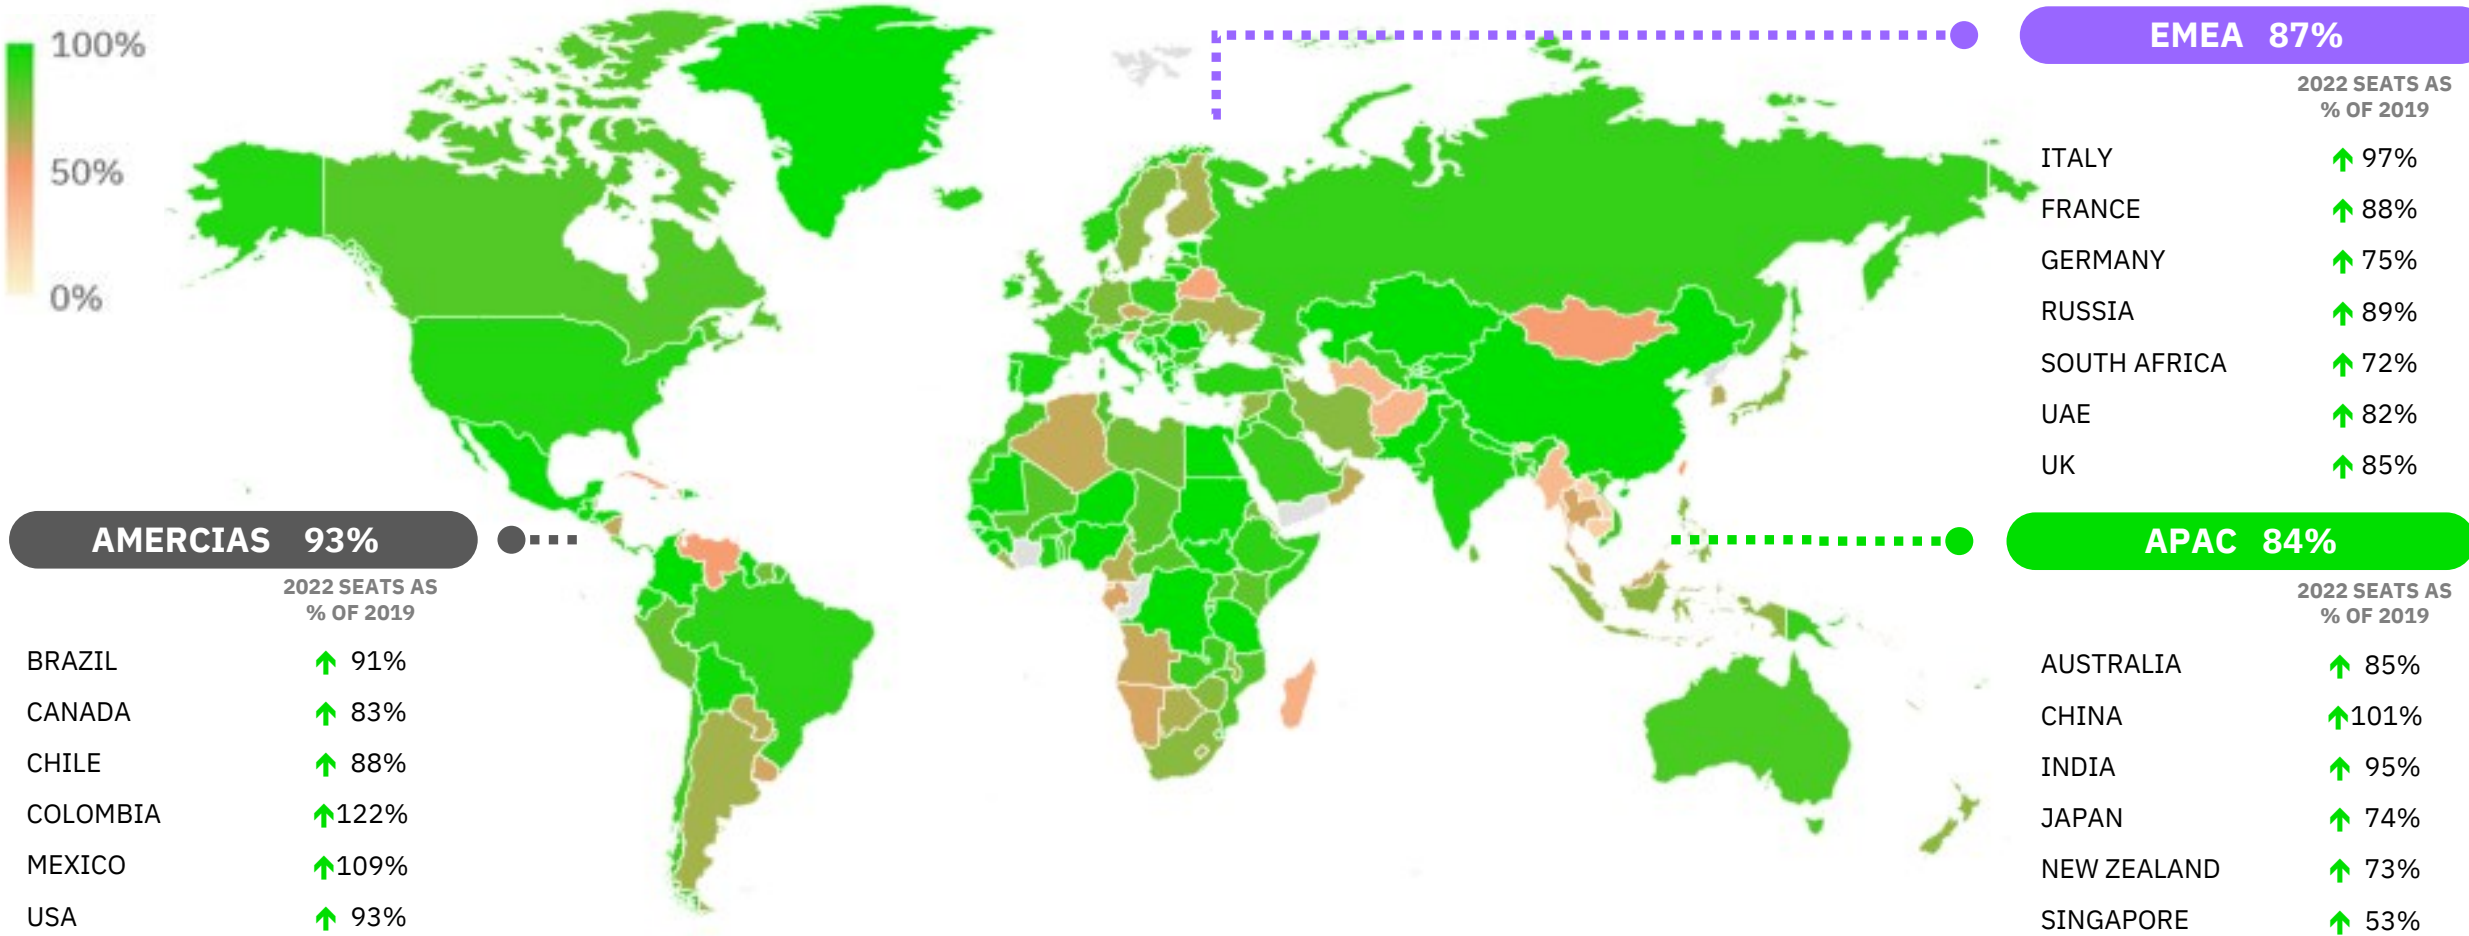 100%
50%
0%
EMEA 87%
2022 SEATS AS
% OF 2019
ITALY 97%
FRANCE 88%
GERMANY 75%
RUSSIA 89%
SOUTH AFRICA 72%
UAE 82%
UK 85%
AMERCIAS 93%
2022 SEATS AS
% OF 2019
BRAZIL 91%
CANADA 83%
CHILE 88%
COLOMBIA 122%
MEXICO 109%
USA 93%
APAC 84%
2022 SEATS AS
% OF 2019
AUSTRALIA 85%
CHINA 101%
INDIA 95%
JAPAN 74%
NEW ZEALAND 73%
SINGAPORE 53%